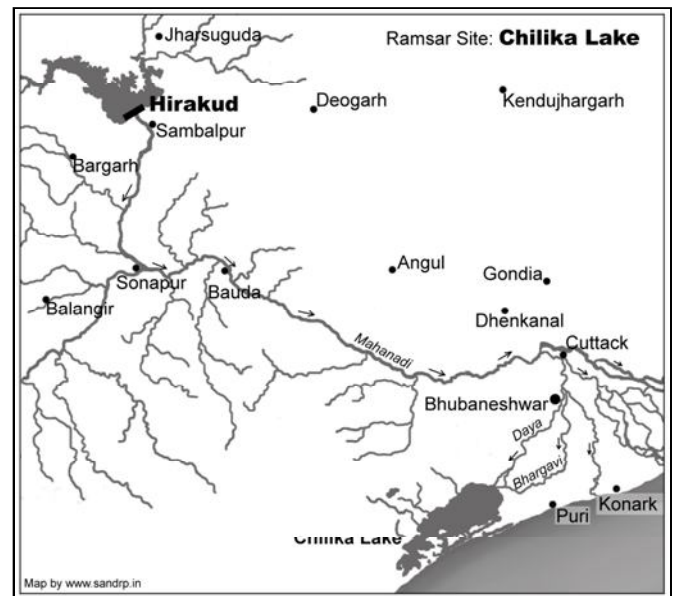 Jharsuguda
Ramsar Site: Chilika Lake
Hirakud
Deogarh
Kendujhargarh
Sambalpur
Bargarh
Angul
Gondia
Sonapur
Bauda
Balangir
Dhenkanal
Mahanadi
Cuttack
Bhubaneshwar
Daya
Bhargavi
Konark
Puri
Chilika Lake
Map by www.sandrp.in